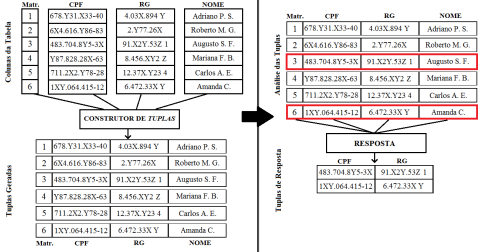 Matr. CPF RG NOME
Colunas da Tabela
1 678.Y31.X33-40 4.03X.894 Y Adriano P. S.
2 6X4.616.Y86-83 2.Y77.26X Roberto M. G.
3 483.704.8Y5-3X 91.X2Y.53Z 1 Augusto S. F.
4 Y87.828.28X-63 8.456.XY2 Z Mariana F. B.
5 711.2X2.Y78-28 12.37X.Y23 4 Carlos A. E.
6 1XY.064.415-12 6.472.33X Y Amanda C.
CONSTRUTOR DE TUPLAS
Tuplas Geradas
1 678.Y31.X33-40 4.03X.894 Y Adriano P. S.
2 6X4.616.Y86-83 2.Y77.26X Roberto M. G.
3 483.704.8Y5-3X 91.X2Y.53Z 1 Augusto S. F.
4 Y87.828.28X-63 8.456.XY2 Z Mariana F. B.
5 711.2X2.Y78-28 12.37X.Y23 4 Carlos A. E.
6 1XY.064.415-12 6.472.33X Y Amanda C.
Matr. CPF RG NOME
Matr. CPF RG NOME
Análise das Tuplas
1 678.Y31.X33-40 4.03X.894 Y Adriano P. S.
2 6X4.616.Y86-83 2.Y77.26X Roberto M. G.
3 483.704.8Y5-3X 91.X2Y.53Z 1 Augusto S. F.
4 Y87.828.28X-63 8.456.XY2 Z Mariana F. B.
5 711.2X2.Y78-28 12.37X.Y23 4 Carlos A. E.
6 1XY.064.415-12 6.472.33X Y Amanda C.
RESPOSTA
Tuplas de Resposta
CPF RG
483.704.8Y5-3X 91.X2Y.53Z 1
1XY.064.415-12 6.472.33X Y